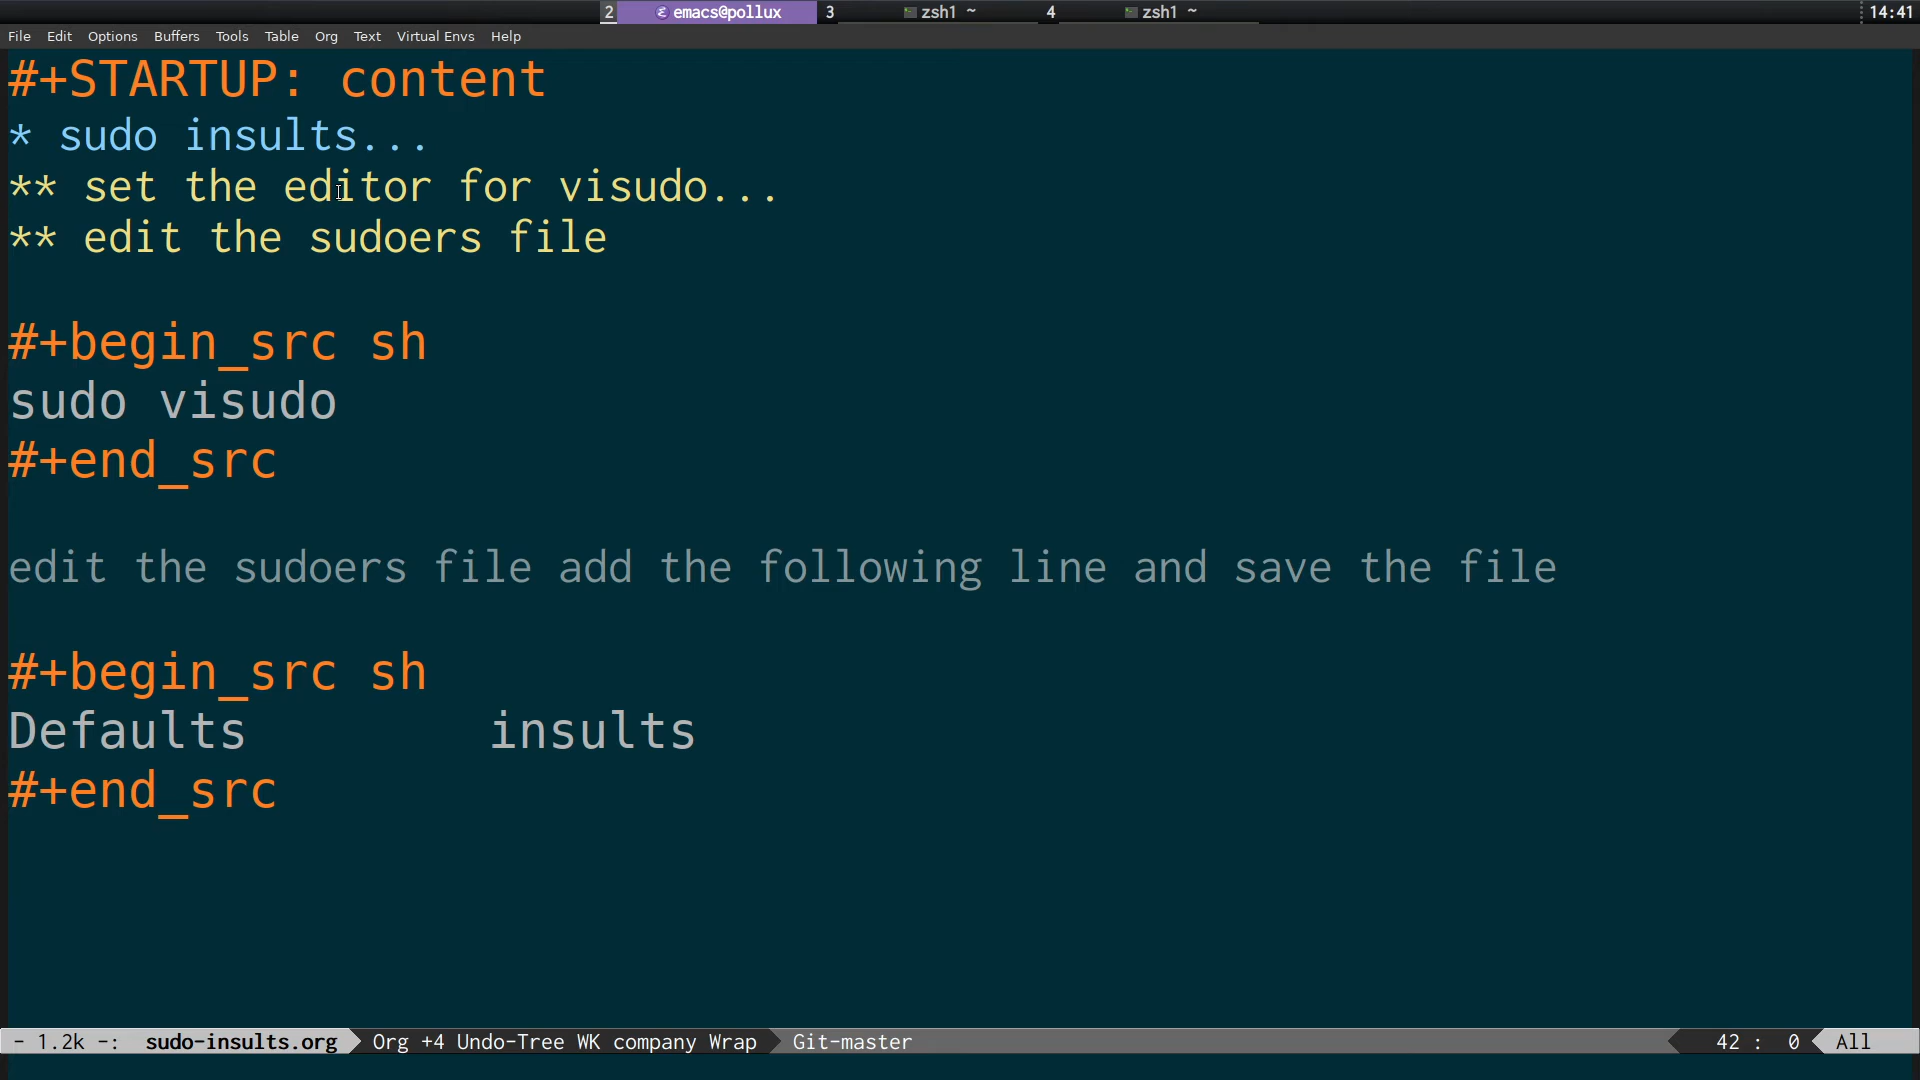 2 emacs@pollux 3 zsh1 ~ 4 zsh1 ~ 14:41
File Edit Options Buffers Tools Table Org Text Virtual Envs Help
#+STARTUP: content
* sudo insults...
** set the editor for visudo...
** edit the sudoers file
#+begin_src sh
sudo visudo
#+end_src
edit the sudoers file add the following line and save the file
#+begin_src sh
Defaults        insults
#+end_src
- 1.2k -: sudo-insults.org Org +4 Undo-Tree WK company Wrap Git-master 42 : 0 All